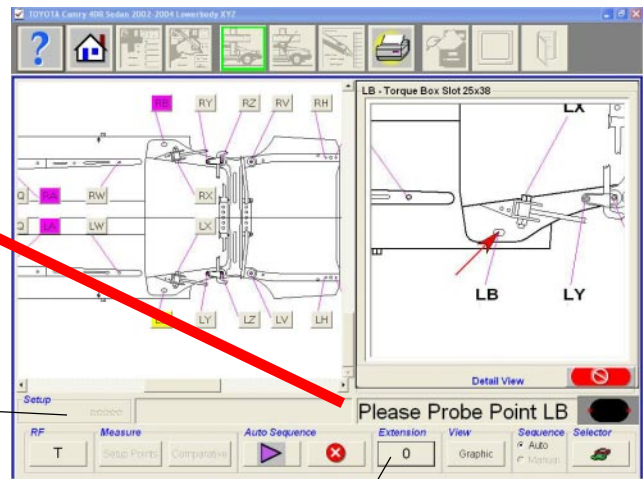 TOYOTA Camry 4DR Sedan 2002-2004 Lowerbody XYZ
LB - Torque Box Slot 25x38
RB RY RZ RV RH
Q RA RW RX
Q LA LW LX
LY LZ LV LH
LX
LB LY
Detail View
Setup
Please Probe Point LB
RF Measure Auto Sequence Extension View Sequence Selector
T Setup Points Comparative 0 Graphic Auto
Manual